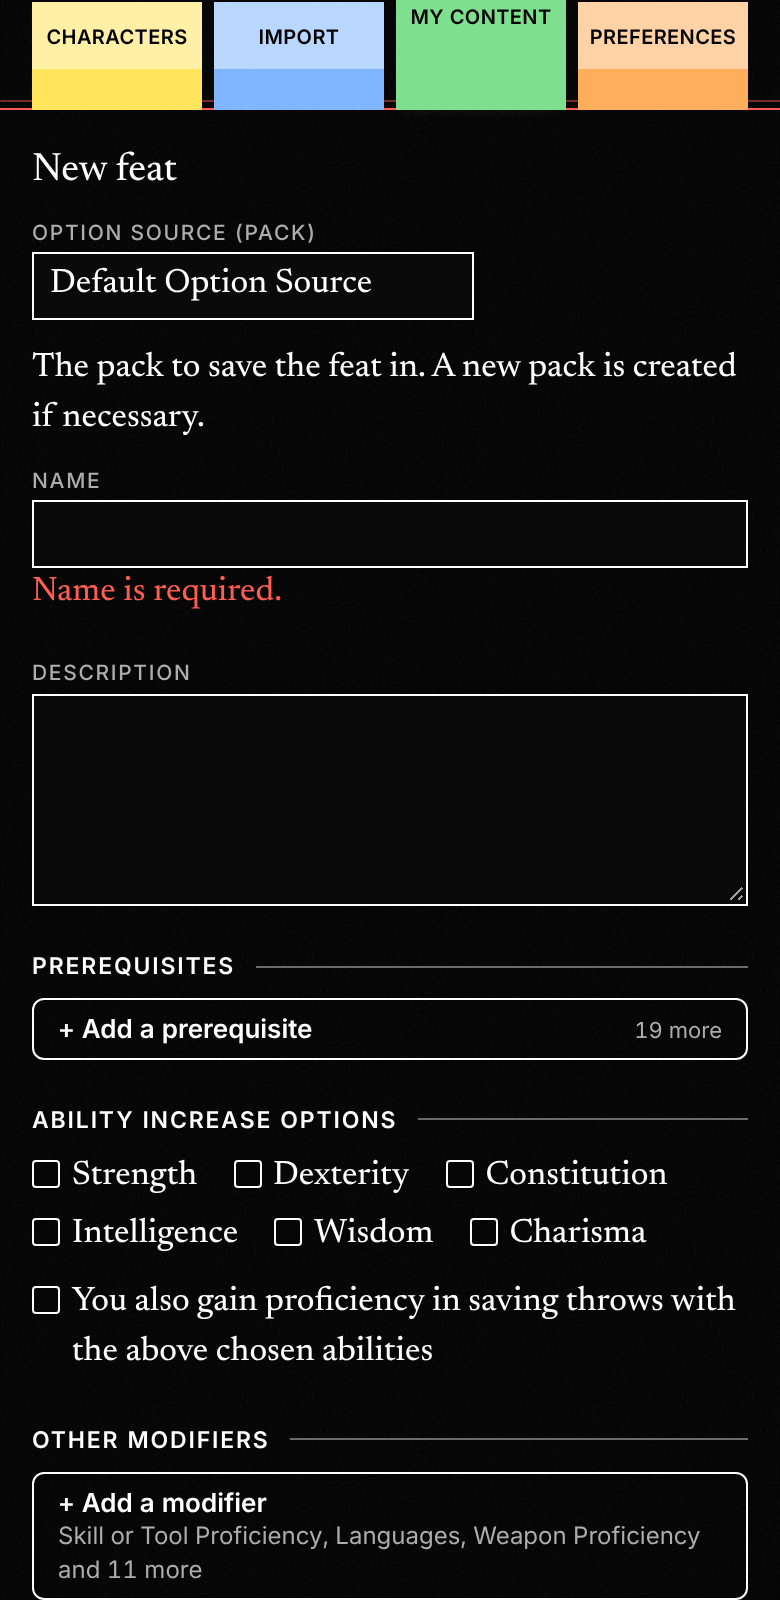 CHARACTERS
IMPORT
MY CONTENT
PREFERENCES
New feat
OPTION SOURCE (PACK)
Default Option Source
The pack to save the feat in. A new pack is created
if necessary.
NAME
Name is required.
DESCRIPTION
PREREQUISITES
+ Add a prerequisite 19 more
ABILITY INCREASE OPTIONS
Strength Dexterity Constitution
Intelligence Wisdom Charisma
You also gain proficiency in saving throws with
the above chosen abilities
OTHER MODIFIERS
+ Add a modifier
Skill or Tool Proficiency, Languages, Weapon Proficiency
and 11 more